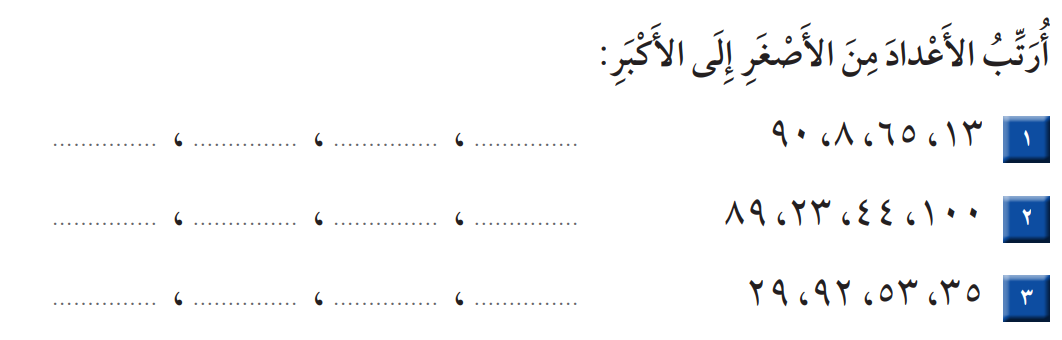 أُرَتِّبُ الأَعْدادَ مِنَ الأَصْغَرِ إِلَى الأَكْبَرِ:
١ ١٣، ٦٥، ٨، ٩٠ ............... ، ............... ، ............... ، ...............
٢ ١٠٠، ٤٤، ٢٣، ٨٩ ............... ، ............... ، ............... ، ...............
٣ ٣٥، ٥٣، ٩٢، ٢٩ ............... ، ............... ، ............... ، ...............